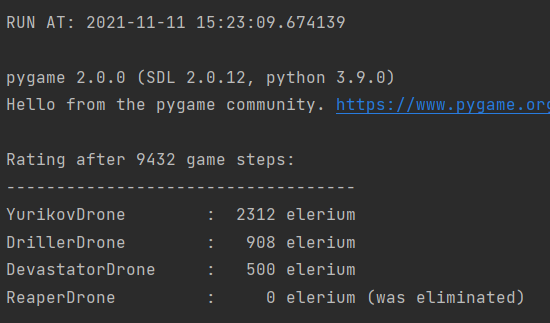 RUN AT: 2021-11-11 15:23:09.674139
pygame 2.0.0 (SDL 2.0.12, python 3.9.0)
Hello from the pygame community. https://www.pygame.org
Rating after 9432 game steps:
-----------------------------------
YurikovDrone        :  2312 elerium
DrillerDrone        :   908 elerium
DevastatorDrone     :   500 elerium
ReaperDrone         :     0 elerium (was eliminated)